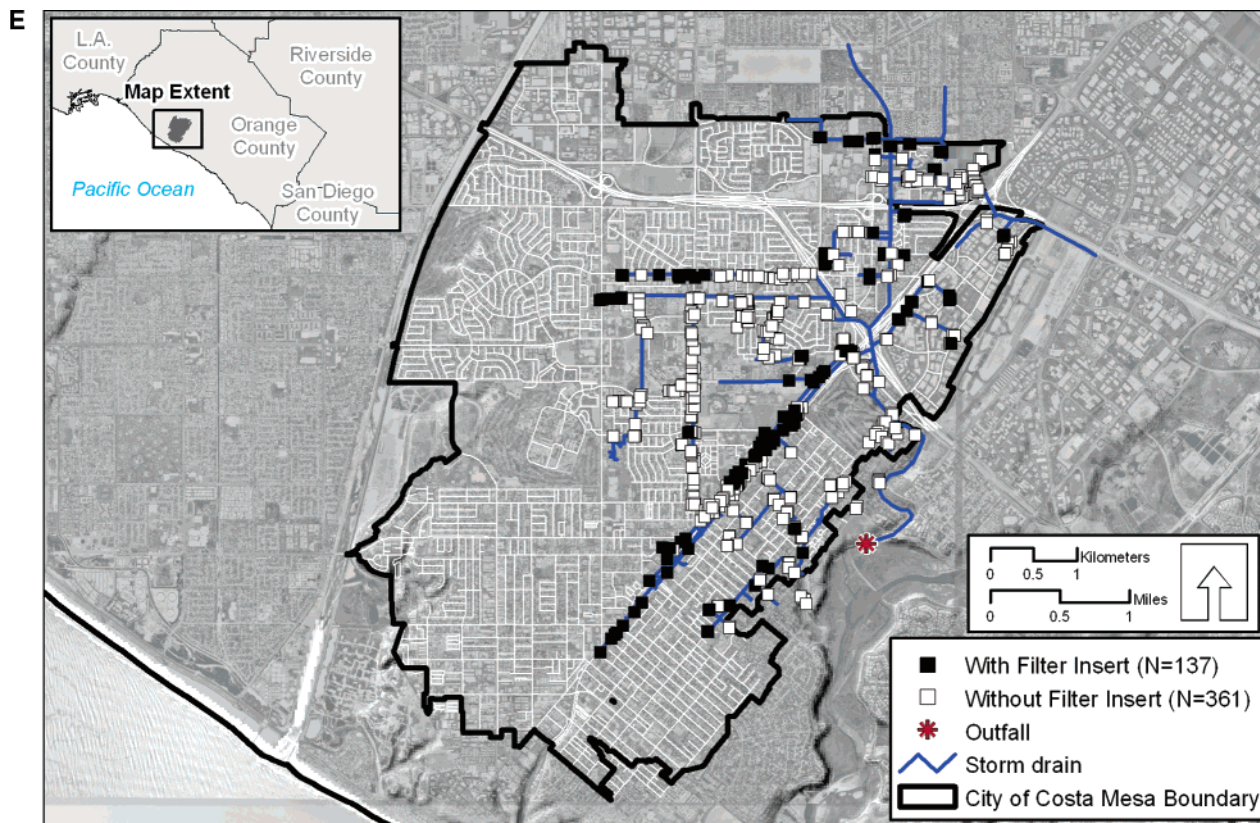 E
L.A.
County
Riverside
County
Map Extent
Orange
County
Pacific Ocean
San Diego
County
Kilometers
0 0.5 1
Miles
0 0.5 1
With Filter Insert (N=137)
Without Filter Insert (N=361)
Outfall
Storm drain
City of Costa Mesa Boundary